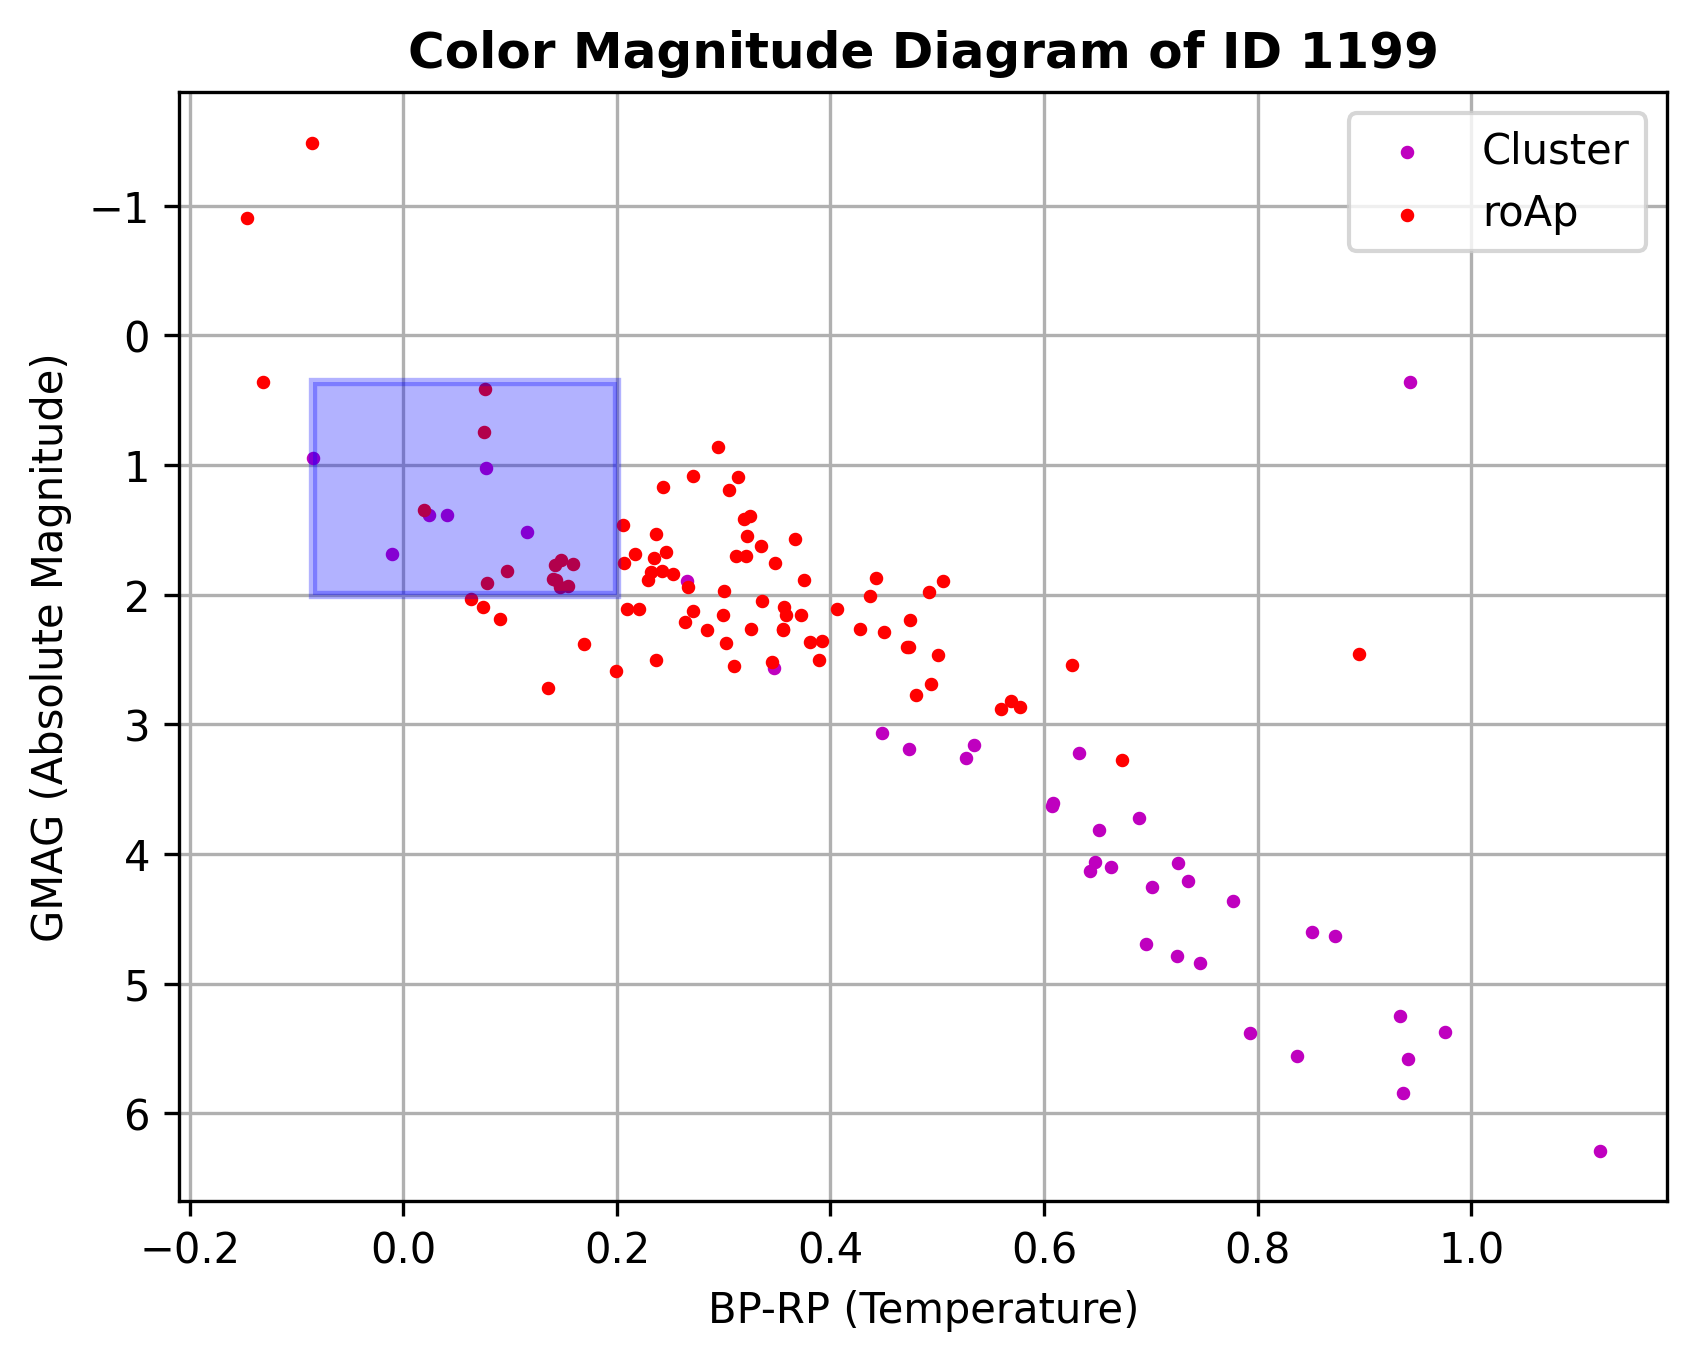 Color Magnitude Diagram of ID 1199
Cluster
roAp
GMAG (Absolute Magnitude)
−1
0
1
2
3
4
5
6
−0.2 0.0 0.2 0.4 0.6 0.8 1.0
BP-RP (Temperature)